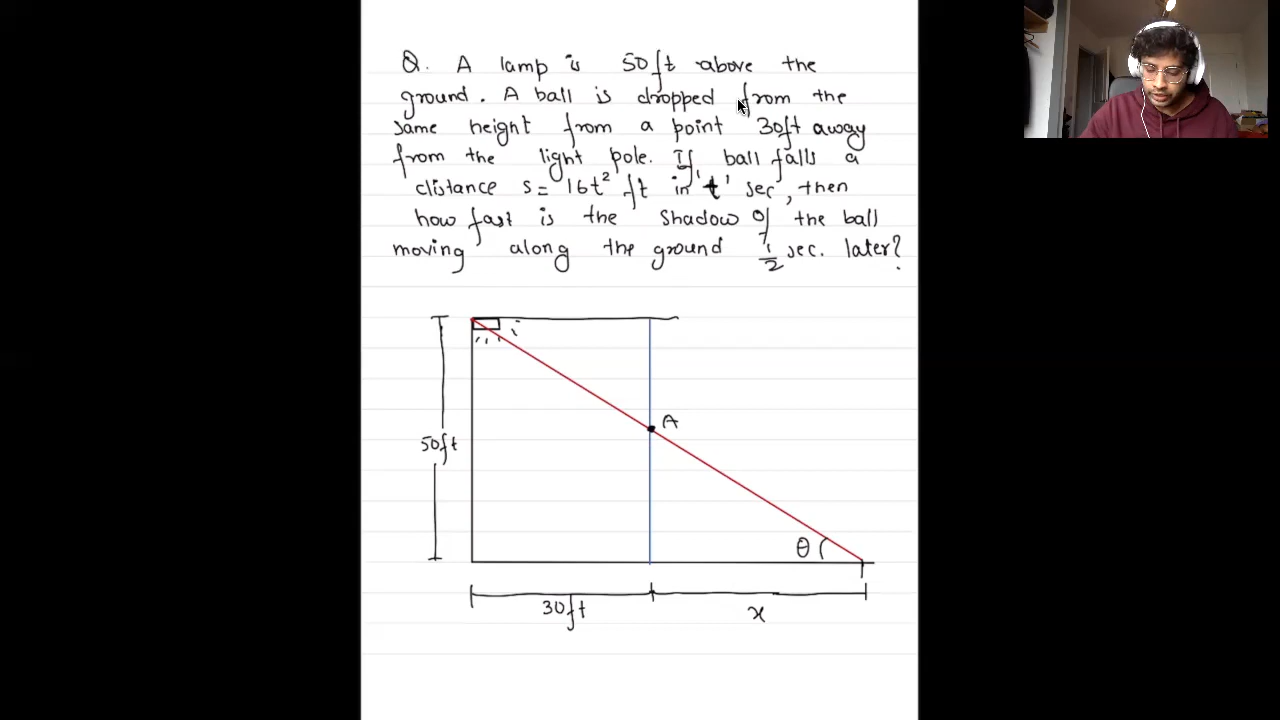 Q. A lamp is 50ft above the
ground. A ball is dropped from the
same height from a point 30ft away
from the light pole. If ball falls a
distance s= 16t² ft in 't' sec, then
how fast is the shadow of the ball
moving along the ground 1/2 sec. later?
A
50ft
θ
30ft
x